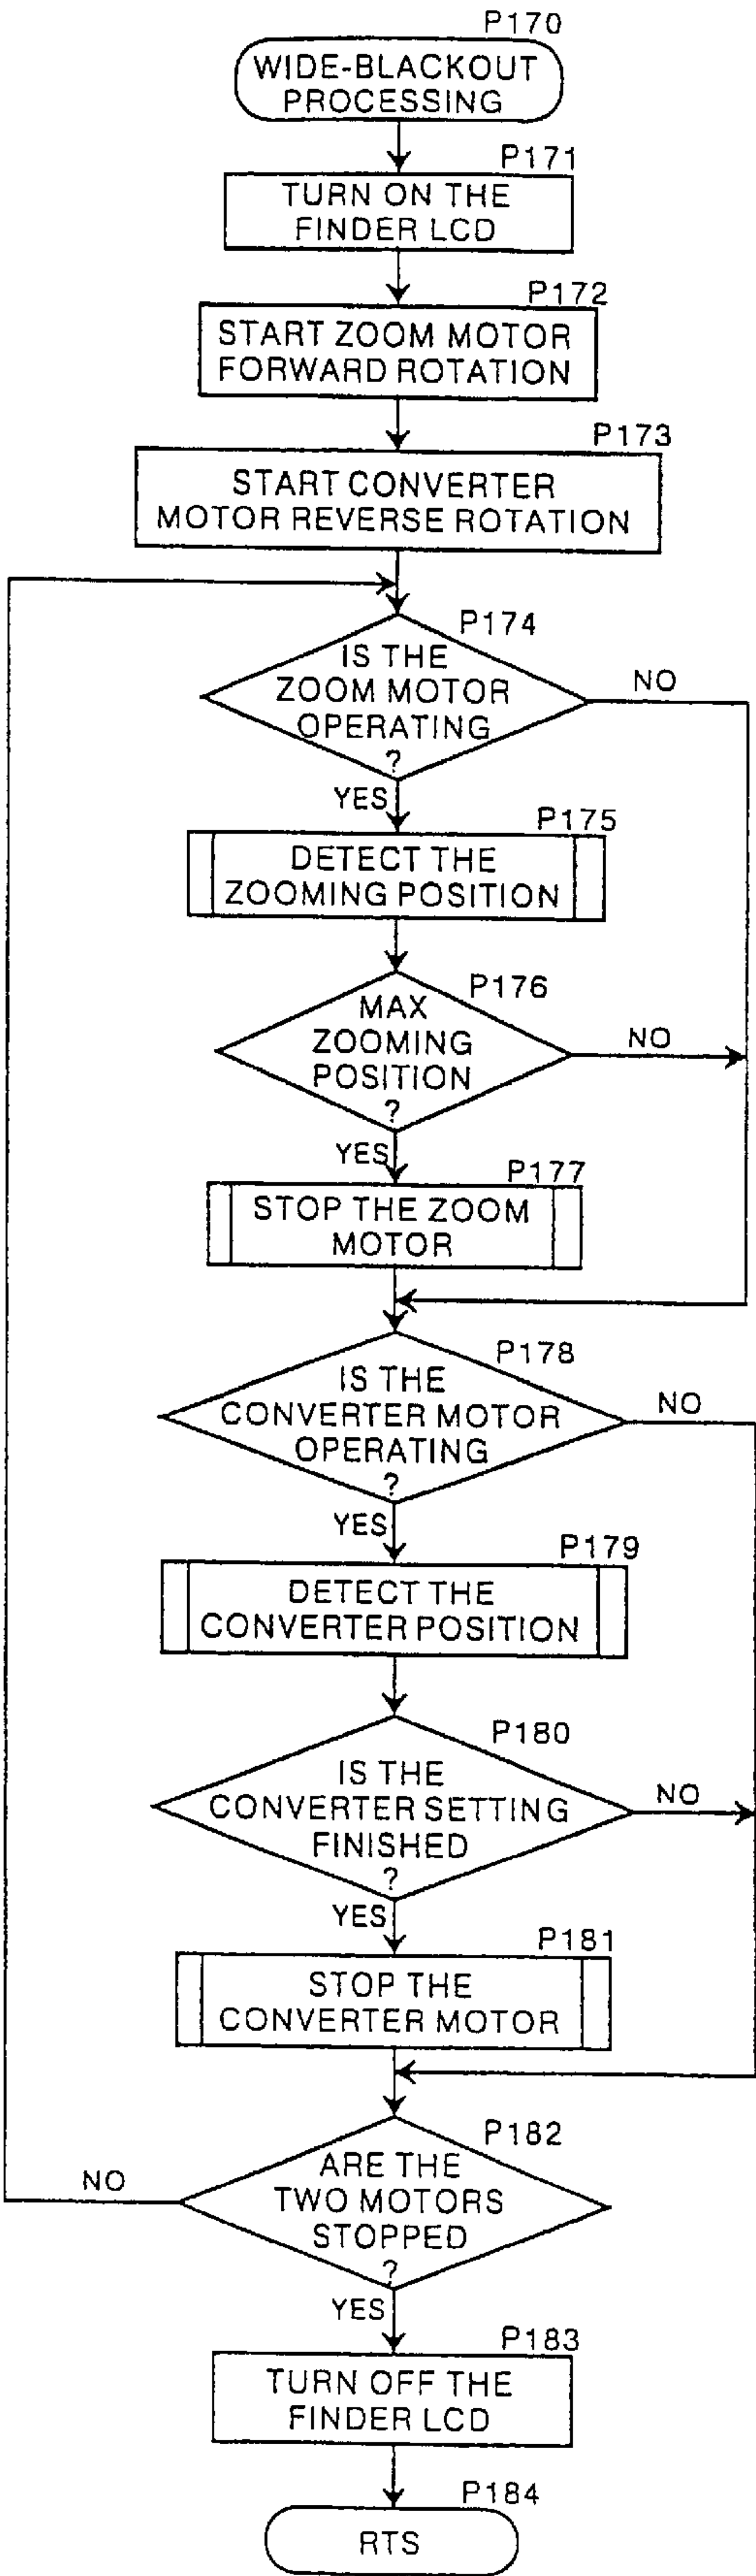 P170
WIDE-BLACKOUT
PROCESSING
P171
TURN ON THE
FINDER LCD
P172
START ZOOM MOTOR
FORWARD ROTATION
P173
START CONVERTER
MOTOR REVERSE ROTATION
P174
IS THE
ZOOM MOTOR
OPERATING
?
NO
YES
P175
DETECT THE
ZOOMING POSITION
P176
MAX
ZOOMING
POSITION
?
NO
YES
P177
STOP THE ZOOM
MOTOR
P178
IS THE
CONVERTER MOTOR
OPERATING
?
NO
YES
P179
DETECT THE
CONVERTER POSITION
P180
IS THE
CONVERTER SETTING
FINISHED
?
NO
YES
P181
STOP THE
CONVERTER MOTOR
P182
ARE THE
TWO MOTORS
STOPPED
?
NO
YES
P183
TURN OFF THE
FINDER LCD
P184
RTS